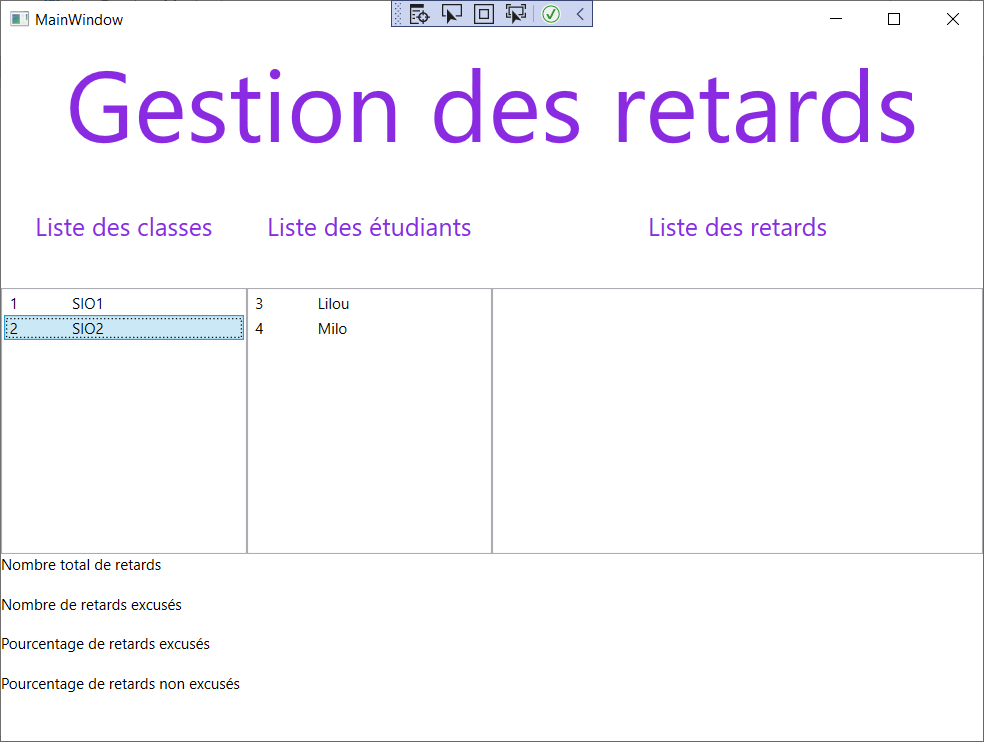 MainWindow
Gestion des retards
Liste des classes Liste des étudiants Liste des retards
1 SIO1 3 Lilou
2 SIO2 4 Milo
Nombre total de retards
Nombre de retards excusés
Pourcentage de retards excusés
Pourcentage de retards non excusés